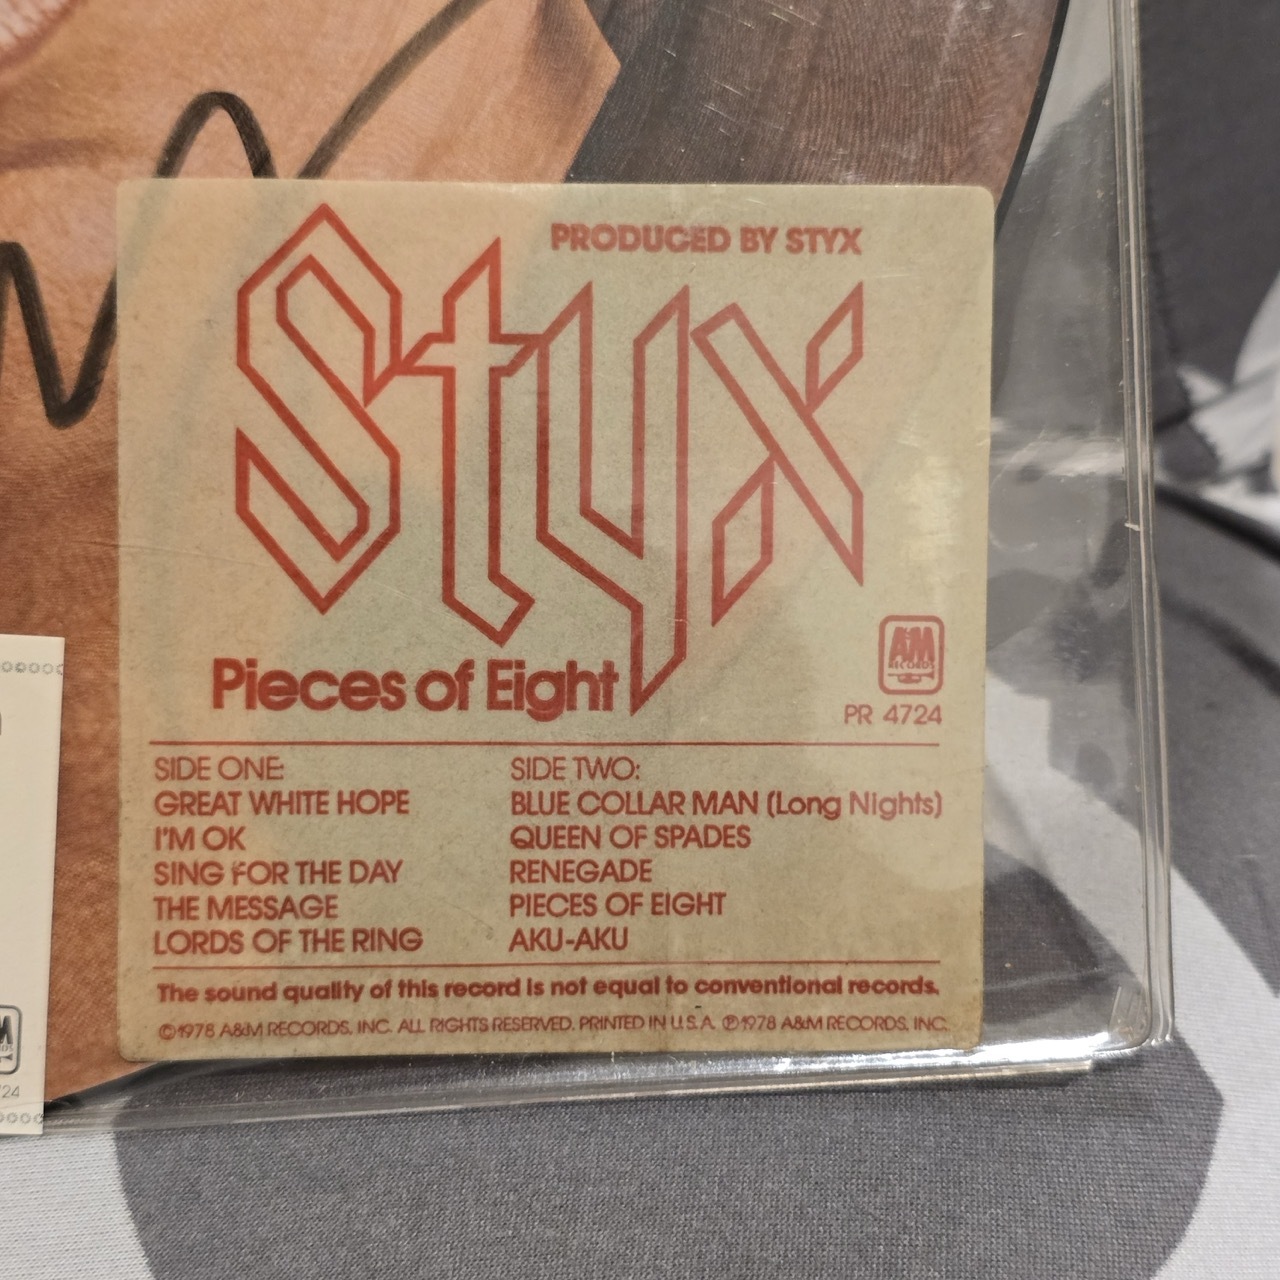 PRODUCED BY STYX
Styx
A&M
RECORDS
Pieces of Eight
PR 4724
SIDE ONE:
GREAT WHITE HOPE
I'M OK
SING FOR THE DAY
THE MESSAGE
LORDS OF THE RING
SIDE TWO:
BLUE COLLAR MAN (Long Nights)
QUEEN OF SPADES
RENEGADE
PIECES OF EIGHT
AKU-AKU
The sound quality of this record is not equal to conventional records.
©1978 A&M RECORDS, INC. ALL RIGHTS RESERVED. PRINTED IN U.S.A. ℗1978 A&M RECORDS, INC.